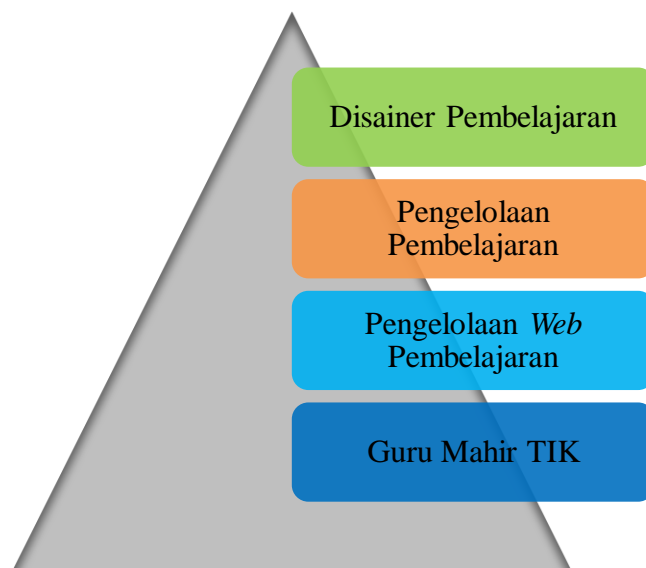 Disainer Pembelajaran
Pengelolaan
Pembelajaran
Pengelolaan Web
Pembelajaran
Guru Mahir TIK